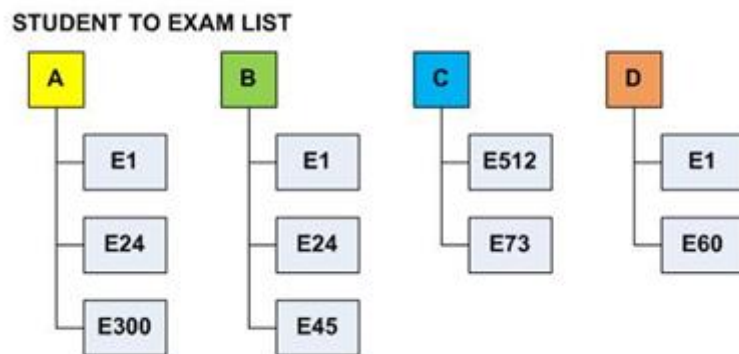 STUDENT TO EXAM LIST
A B C D
E1 E1 E512 E1
E24 E24 E73 E60
E300 E45